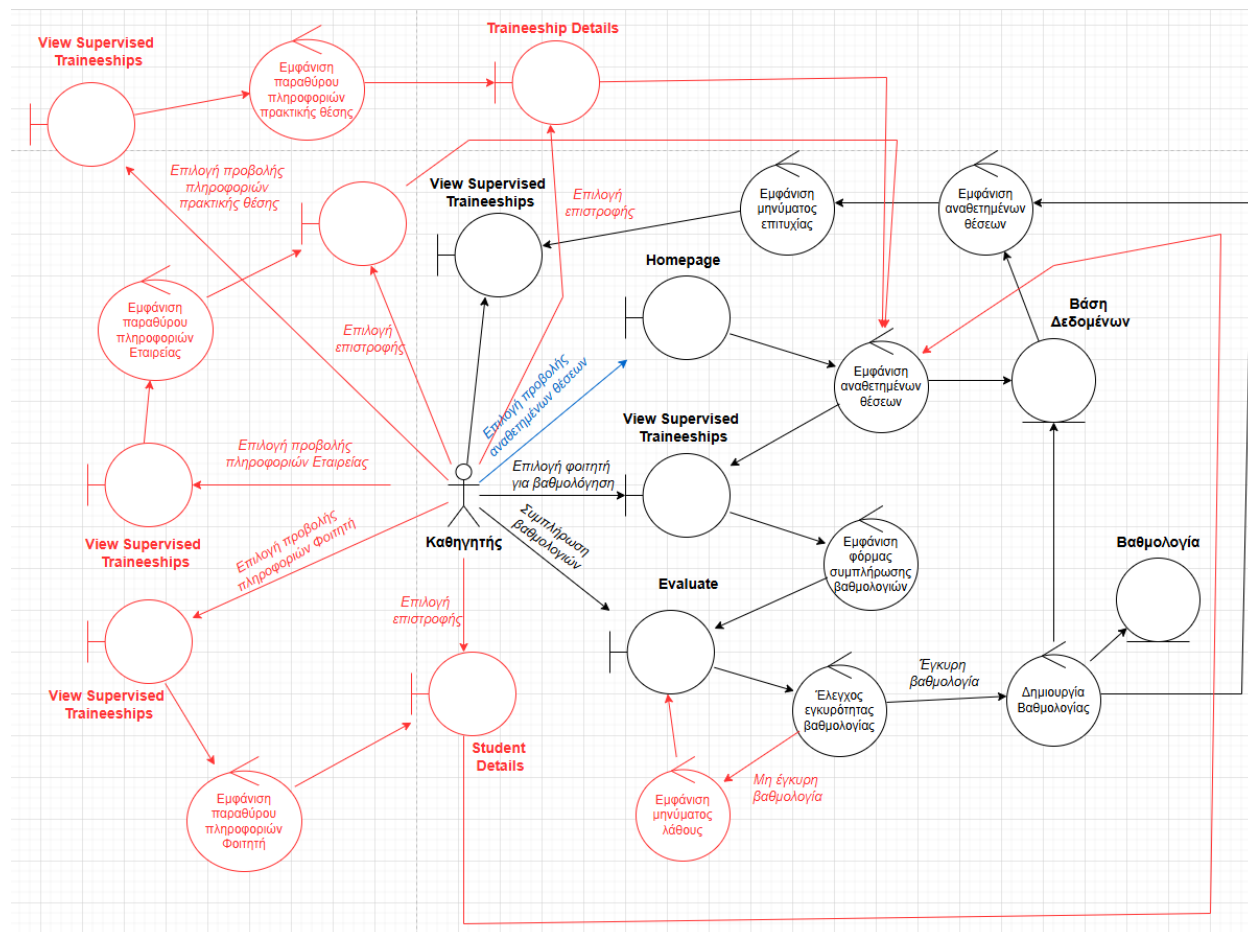 Traineeship Details
View Supervised
Traineeships
Εμφάνιση
παραθύρου
πληροφοριών
πρακτικής θέσης
Επιλογή προβολής
πληροφοριών
πρακτικής θέσης
View Supervised
Traineeships
Επιλογή
επιστροφής
Εμφάνιση
μηνύματος
επιτυχίας
Εμφάνιση
αναθετημένων
θέσεων
Homepage
Εμφάνιση
παραθύρου
πληροφοριών
Εταιρείας
Επιλογή
επιστροφής
Βάση
Δεδομένων
Επιλογή προβολής
αναθετημένων θέσεων
Εμφάνιση
αναθετημένων
θέσεων
View Supervised
Traineeships
Επιλογή προβολής
πληροφοριών Εταιρείας
Επιλογή φοιτητή
για βαθμολόγηση
View Supervised
Traineeships
Επιλογή προβολής
πληροφοριών Φοιτητή
Καθηγητής
Συμπλήρωση
βαθμολογιών
Εμφάνιση
φόρμας
συμπλήρωσης
βαθμολογιών
Βαθμολογία
Evaluate
Επιλογή
επιστροφής
View Supervised
Traineeships
Έλεγχος
εγκυρότητας
βαθμολογίας
Έγκυρη
βαθμολογία
Δημιουργία
Βαθμολογίας
Student
Details
Μη έγκυρη
βαθμολογία
Εμφάνιση
παραθύρου
πληροφοριών
Φοιτητή
Εμφάνιση
μηνύματος
λάθους